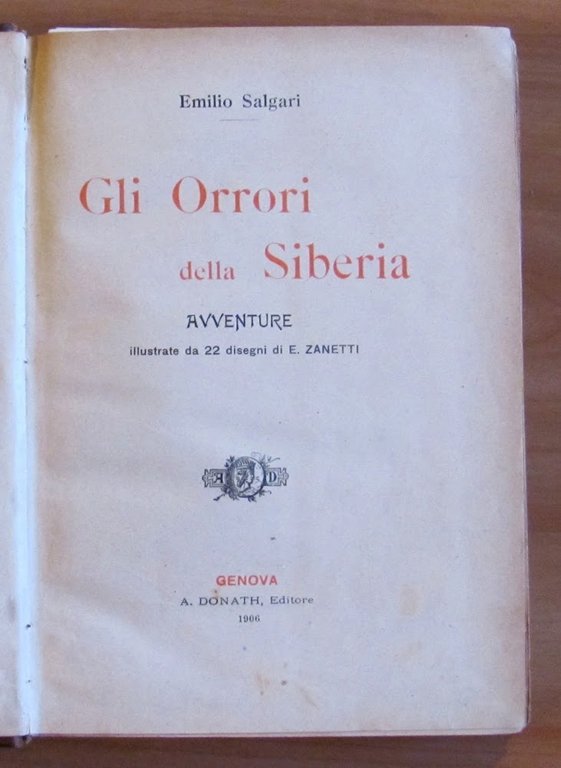 Emilio Salgari
Gli Orrori
della Siberia
AVVENTURE
illustrate da 22 disegni di E. ZANETTI
A D
GENOVA
A. DONATH, Editore
1906